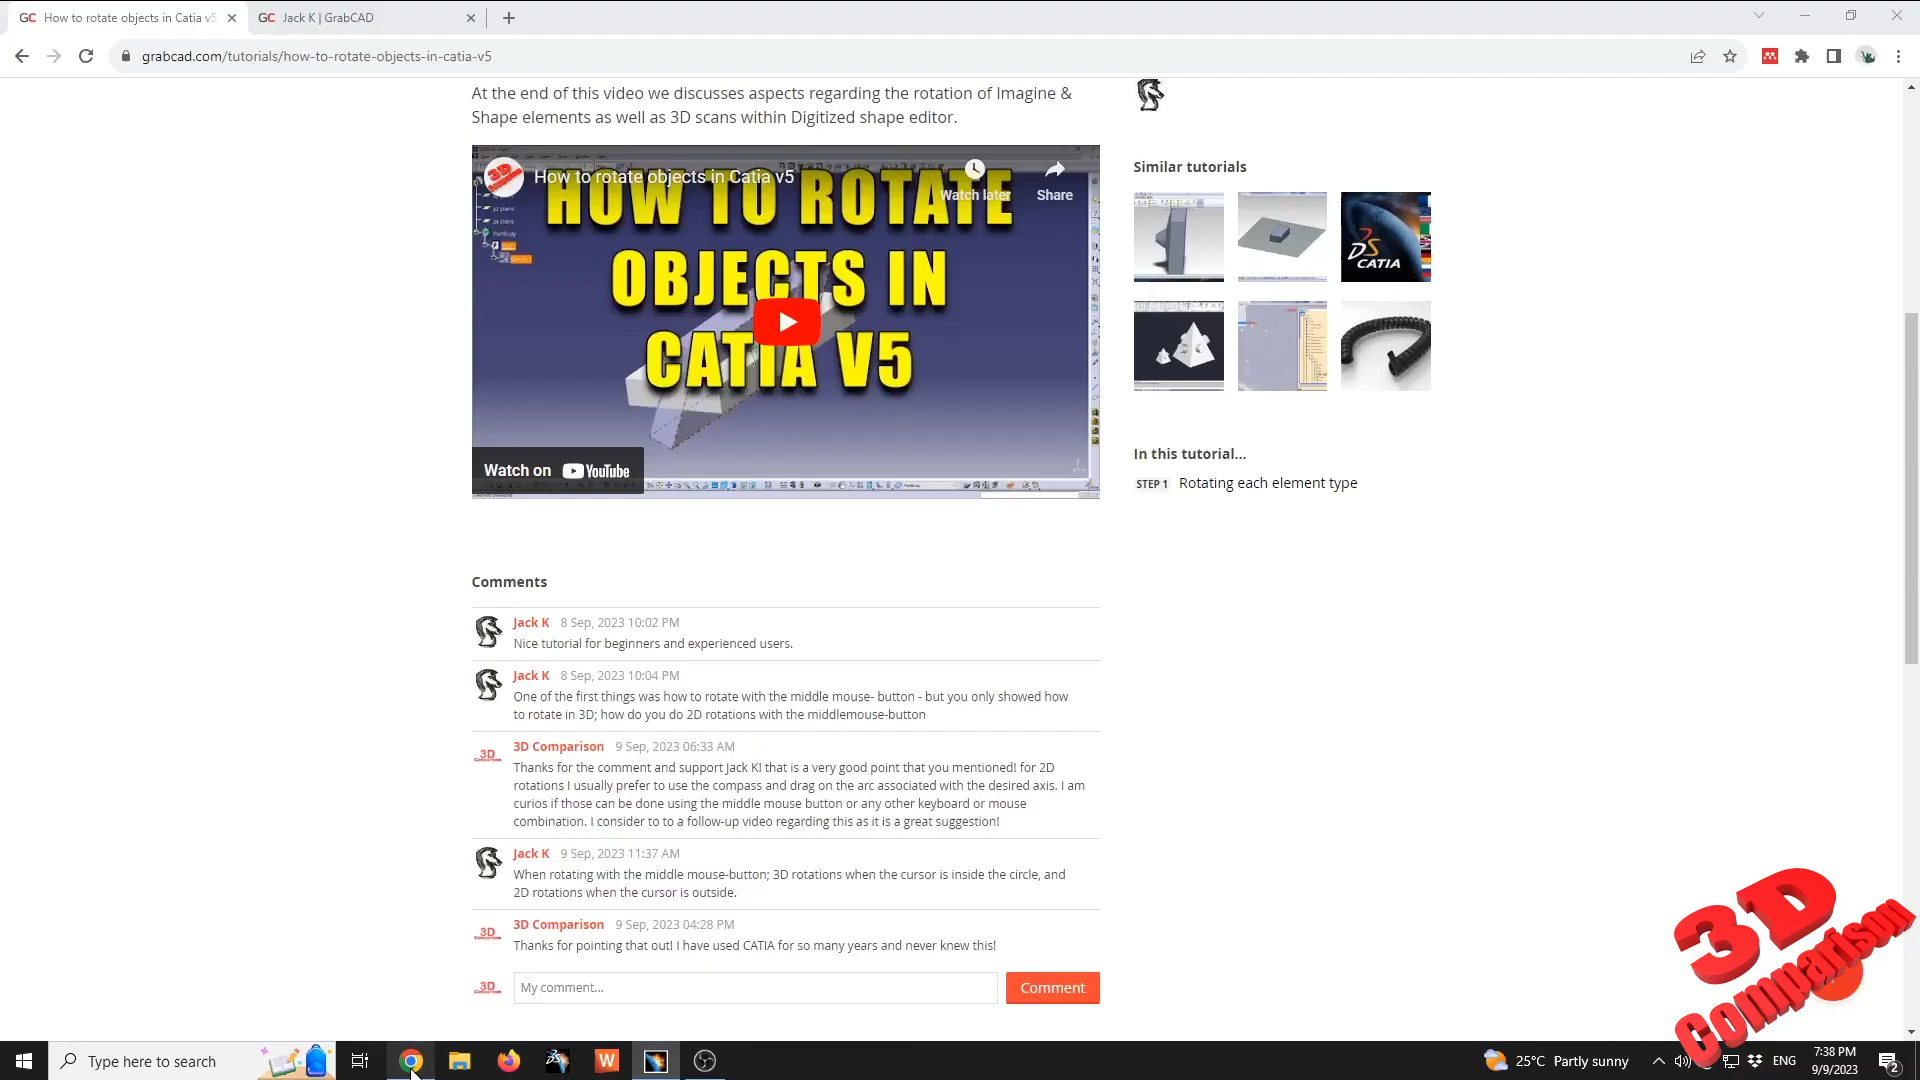 GC How to rotate objects in Catia v5
GC Jack K | GrabCAD
grabcad.com/tutorials/how-to-rotate-objects-in-catia-v5
At the end of this video we discusses aspects regarding the rotation of Imagine &
Shape elements as well as 3D scans within Digitized shape editor.
3D
How to rotate objects in Catia v5
Watch later
Share
HOW TO ROTATE
OBJECTS IN
CATIA V5
Watch on YouTube
Similar tutorials
DS
CATIA
In this tutorial...
STEP 1 Rotating each element type
Comments
Jack K 8 Sep, 2023 10:02 PM
Nice tutorial for beginners and experienced users.
Jack K 8 Sep, 2023 10:04 PM
One of the first things was how to rotate with the middle mouse- button - but you only showed how
to rotate in 3D; how do you do 2D rotations with the middlemouse-button
3D Comparison 9 Sep, 2023 06:33 AM
Thanks for the comment and support Jack K! that is a very good point that you mentioned! for 2D
rotations I usually prefer to use the compass and drag on the arc associated with the desired axis. I am
curios if those can be done using the middle mouse button or any other keyboard or mouse
combination. I consider to to a follow-up video regarding this as it is a great suggestion!
Jack K 9 Sep, 2023 11:37 AM
When rotating with the middle mouse-button; 3D rotations when the cursor is inside the circle, and
2D rotations when the cursor is outside.
3D Comparison 9 Sep, 2023 04:28 PM
Thanks for pointing that out! I have used CATIA for so many years and never knew this!
My comment...
Comment
3D
Comparison
Type here to search
W
25°C Partly sunny
ENG
7:38 PM
9/9/2023
2